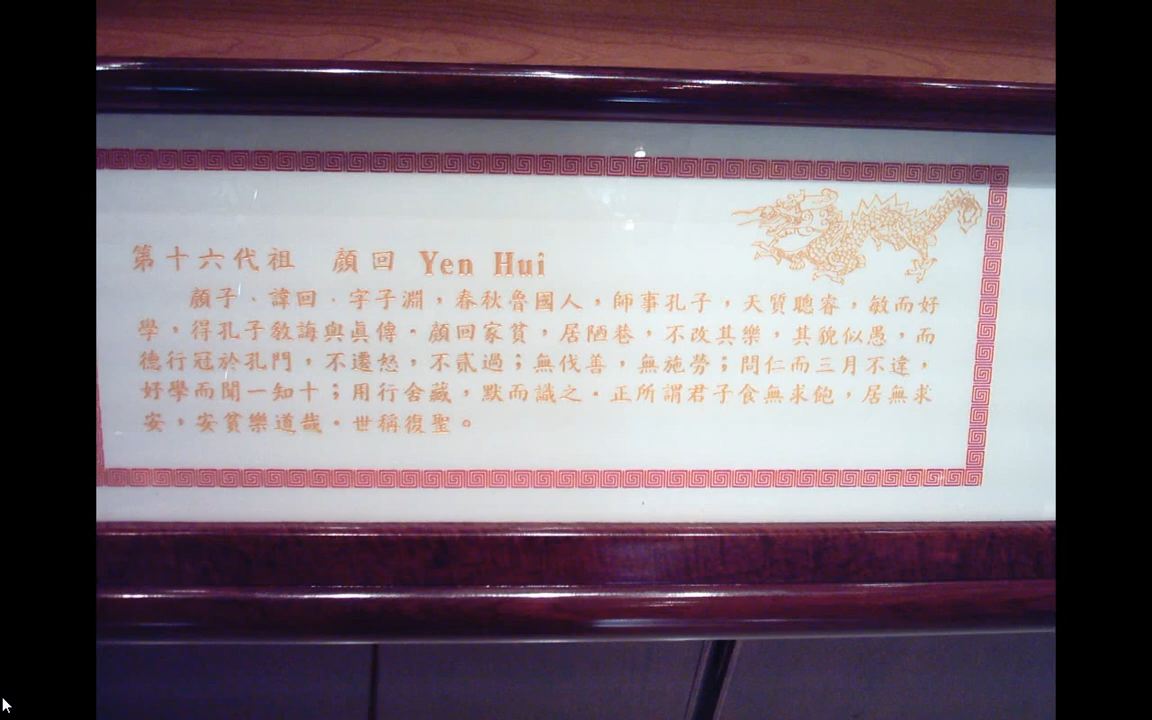 第十六代祖 顏回 Yen Hui
顏子、諱回、字子淵，春秋魯國人，師事孔子，天質聰睿，敏而好
學，得孔子敎誨與眞傳。顏回家貧，居陋巷，不改其樂，其貌似愚，而
德行冠於孔門，不遷怒，不貳過；無伐善，無施勞；問仁而三月不違，
好學而聞一知十；用行舍藏，默而識之。正所謂君子食無求飽，居無求
安，安貧樂道哉。世稱復聖。